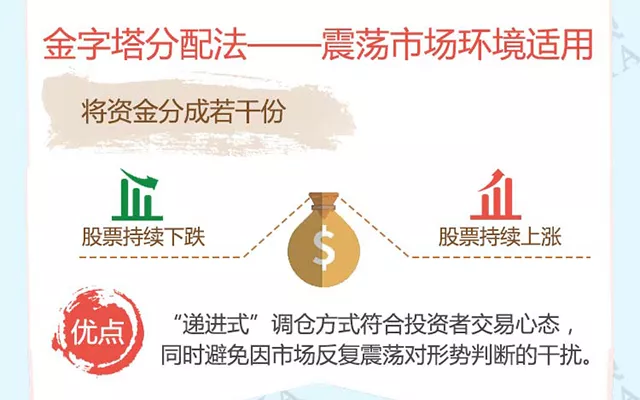 金字塔分配法——震荡市场环境适用
将资金分成若干份
股票持续下跌
股票持续上涨
$
优点
“递进式”调仓方式符合投资者交易心态，
同时避免因市场反复震荡对形势判断的干扰。